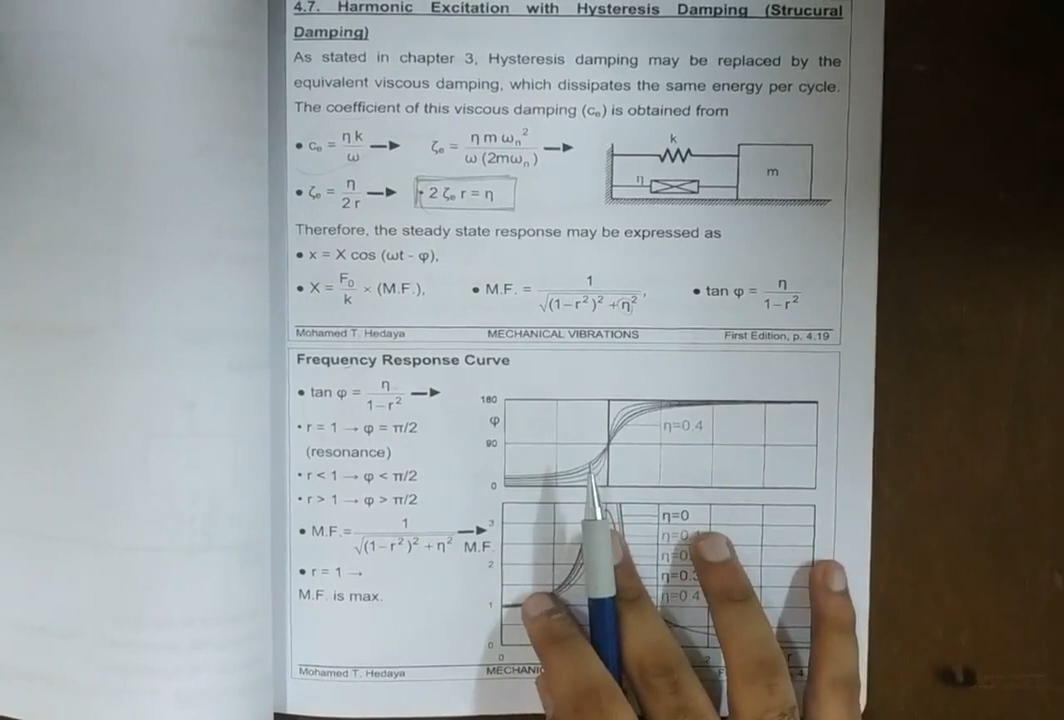 4.7. Harmonic Excitation with Hysteresis Damping (Strucural
Damping)
As stated in chapter 3, Hysteresis damping may be replaced by the
equivalent viscous damping, which dissipates the same energy per cycle.
The coefficient of this viscous damping (cₑ) is obtained from
• cₑ = η k / ω → ζₑ = η m ωₙ² / ω (2mωₙ) →
k
m
η
• ζₑ = η / 2 r → • 2 ζₑ r = η
Therefore, the steady state response may be expressed as
• x = X cos (ωt - φ),
• X = F₀ / k × (M.F.), • M.F. = 1 / √((1−r²)² + η²), • tan φ = η / 1−r²
Mohamed T. Hedaya MECHANICAL VIBRATIONS First Edition, p. 4.19
Frequency Response Curve
• tan φ = η / 1−r² →
• r = 1 → φ = π/2
(resonance)
• r < 1 → φ < π/2
• r > 1 → φ > π/2
• M.F.= 1 / √((1−r²)² + η²) →
• r = 1 →
M.F. is max.
180
φ
90
0
η=0.4
3
M.F.
2
1
0
η=0
η=0.3
η=0.4
0
2
r
Mohamed T. Hedaya